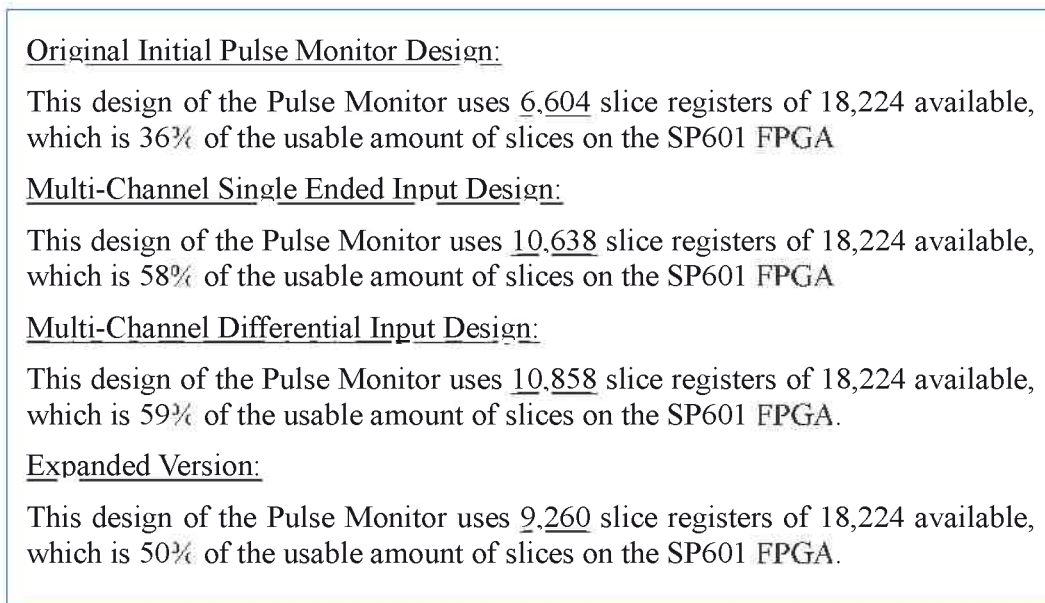 Original Initial Pulse Monitor Design:
This design of the Pulse Monitor uses 6,604 slice registers of 18,224 available,
which is 36% of the usable amount of slices on the SP601 FPGA
Multi-Channel Single Ended Input Design:
This design of the Pulse Monitor uses 10,638 slice registers of 18,224 available,
which is 58% of the usable amount of slices on the SP601 FPGA
Multi-Channel Differential Input Design:
This design of the Pulse Monitor uses 10,858 slice registers of 18,224 available,
which is 59% of the usable amount of slices on the SP601 FPGA.
Expanded Version:
This design of the Pulse Monitor uses 9,260 slice registers of 18,224 available,
which is 50% of the usable amount of slices on the SP601 FPGA.